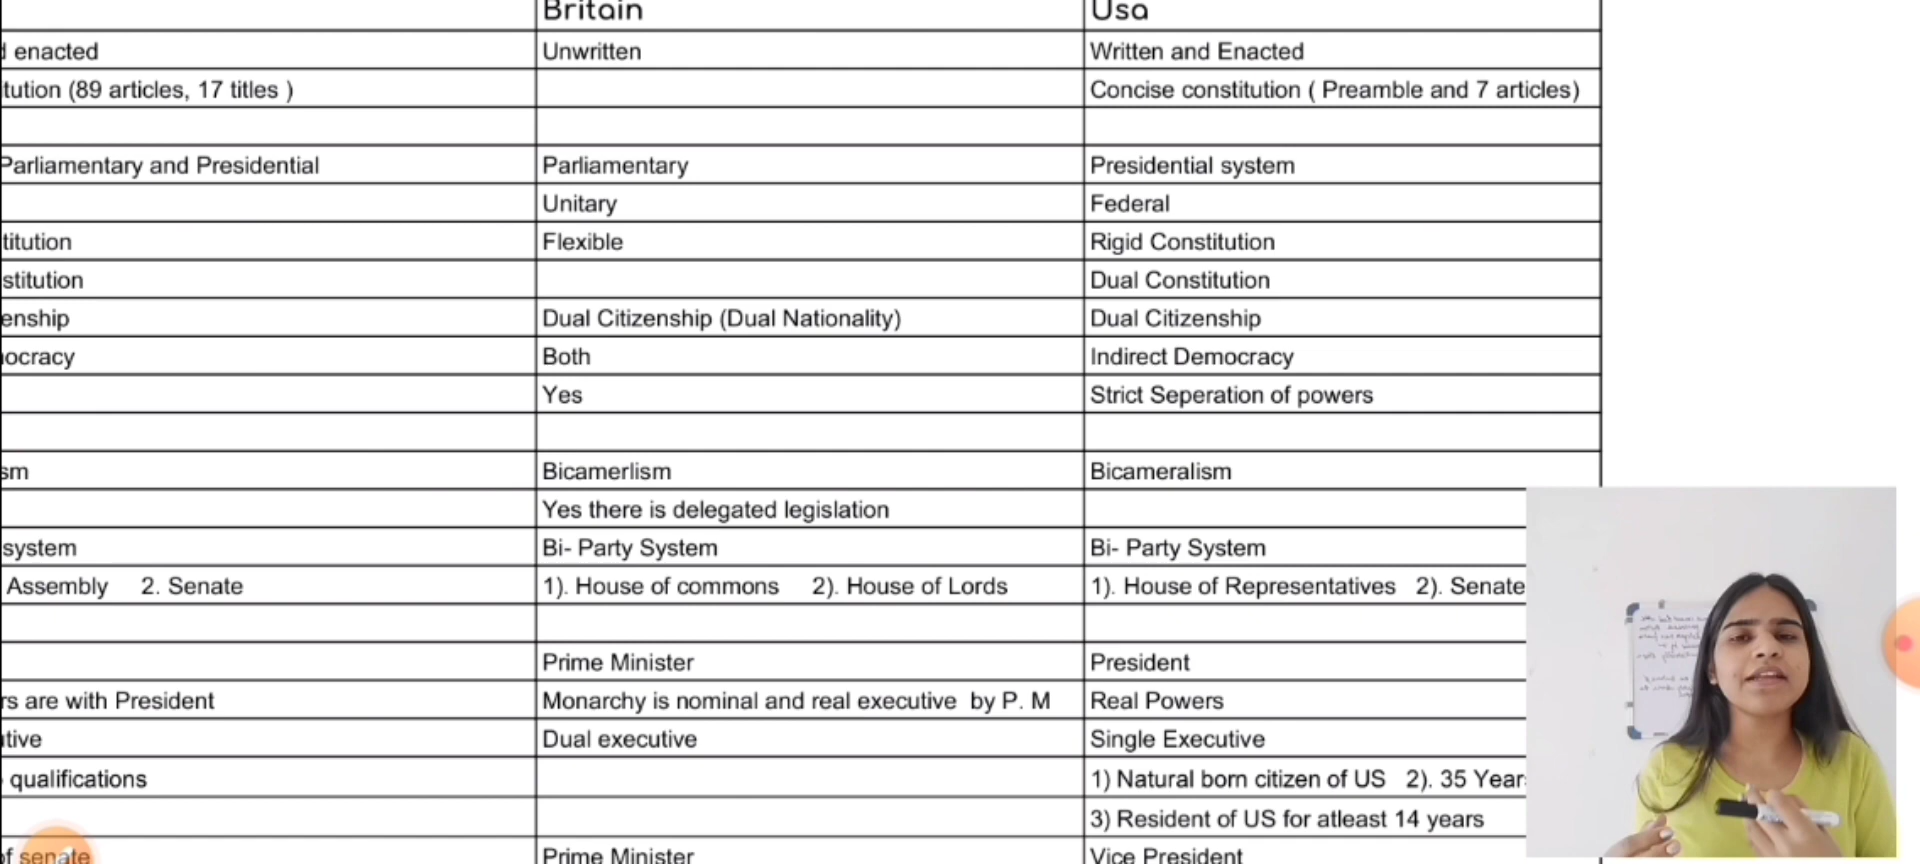 Britain Usa
d enacted Unwritten Written and Enacted
tution (89 articles, 17 titles ) Concise constitution ( Preamble and 7 articles)
Parliamentary and Presidential Parliamentary Presidential system
Unitary Federal
titution Flexible Rigid Constitution
stitution Dual Constitution
enship Dual Citizenship (Dual Nationality) Dual Citizenship
ocracy Both Indirect Democracy
Yes Strict Seperation of powers
sm Bicamerlism Bicameralism
Yes there is delegated legislation
system Bi- Party System Bi- Party System
Assembly 2. Senate 1). House of commons 2). House of Lords 1). House of Representatives 2). Senate
Prime Minister President
rs are with President Monarchy is nominal and real executive by P. M Real Powers
tive Dual executive Single Executive
qualifications 1) Natural born citizen of US 2). 35 Year
3) Resident of US for atleast 14 years
of senate Prime Minister Vice President